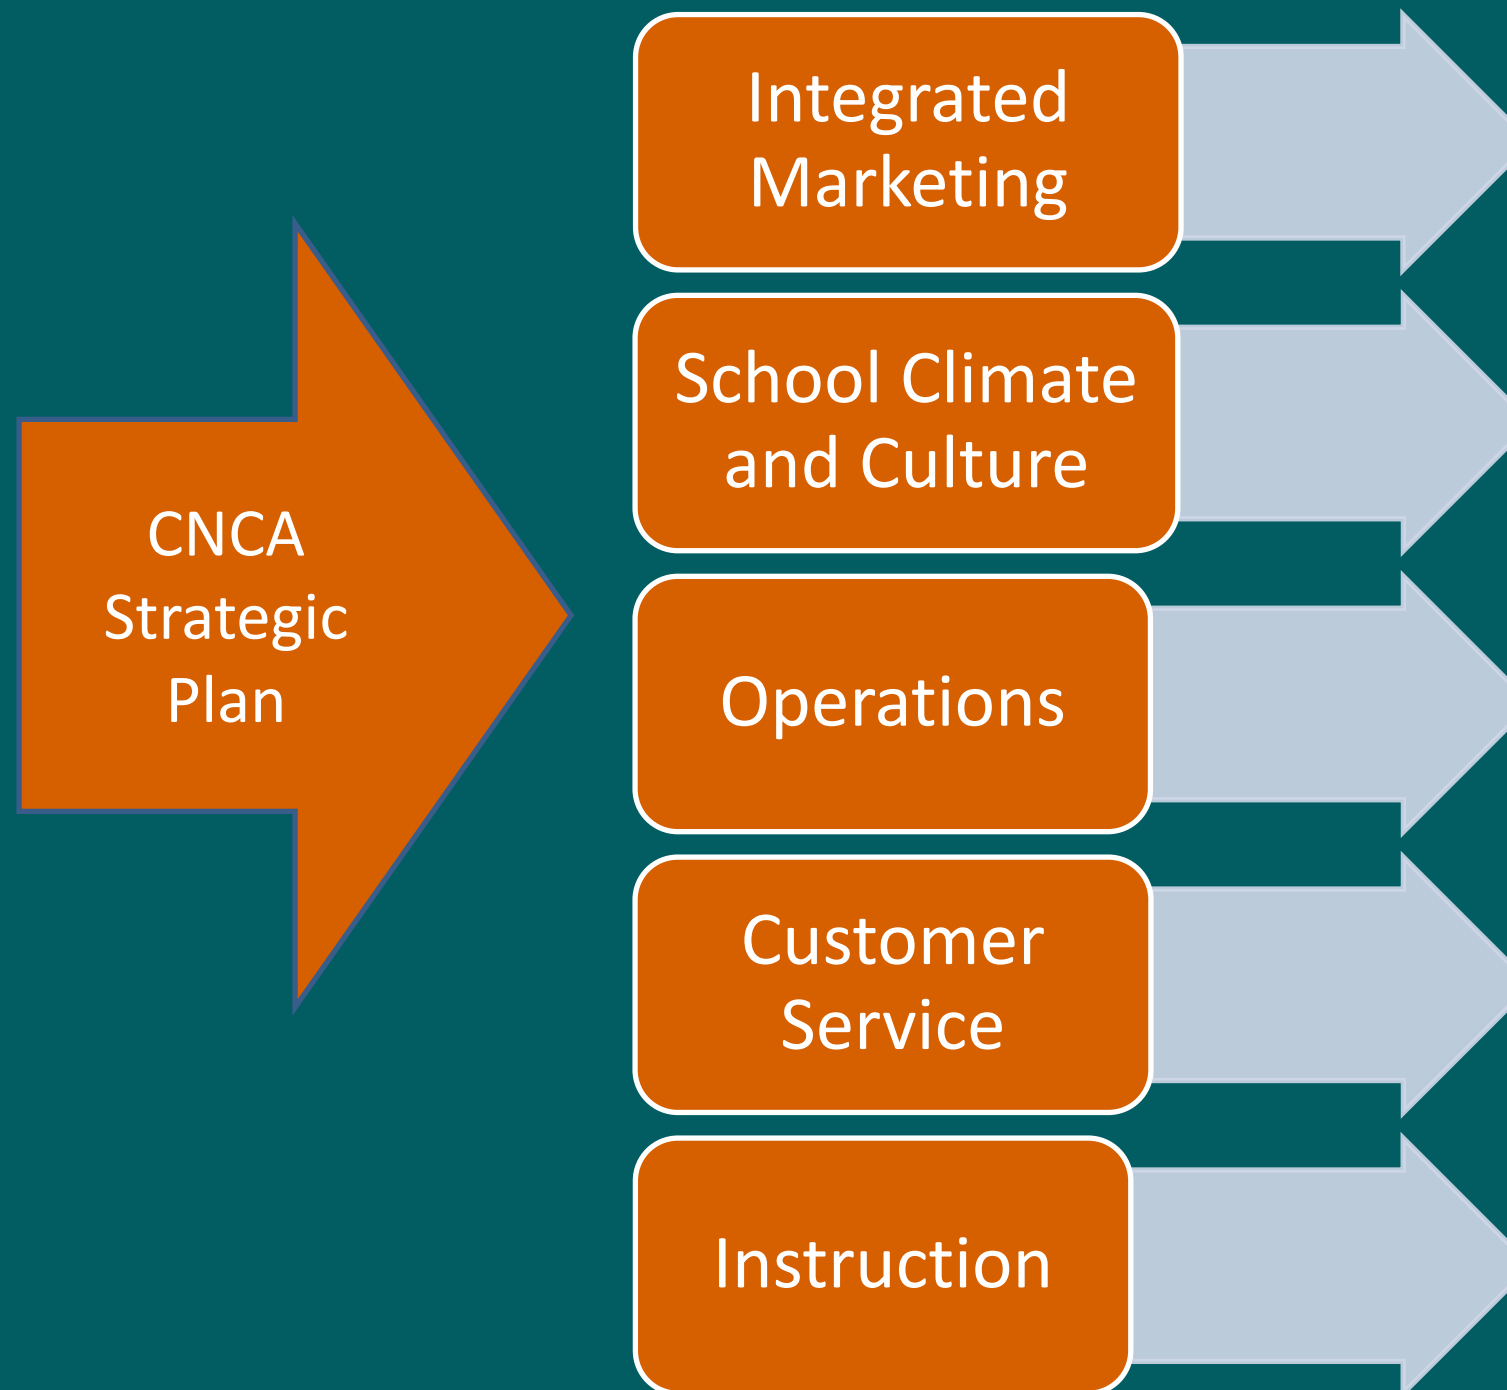 CNCA
Strategic
Plan
Integrated
Marketing
School Climate
and Culture
Operations
Customer
Service
Instruction